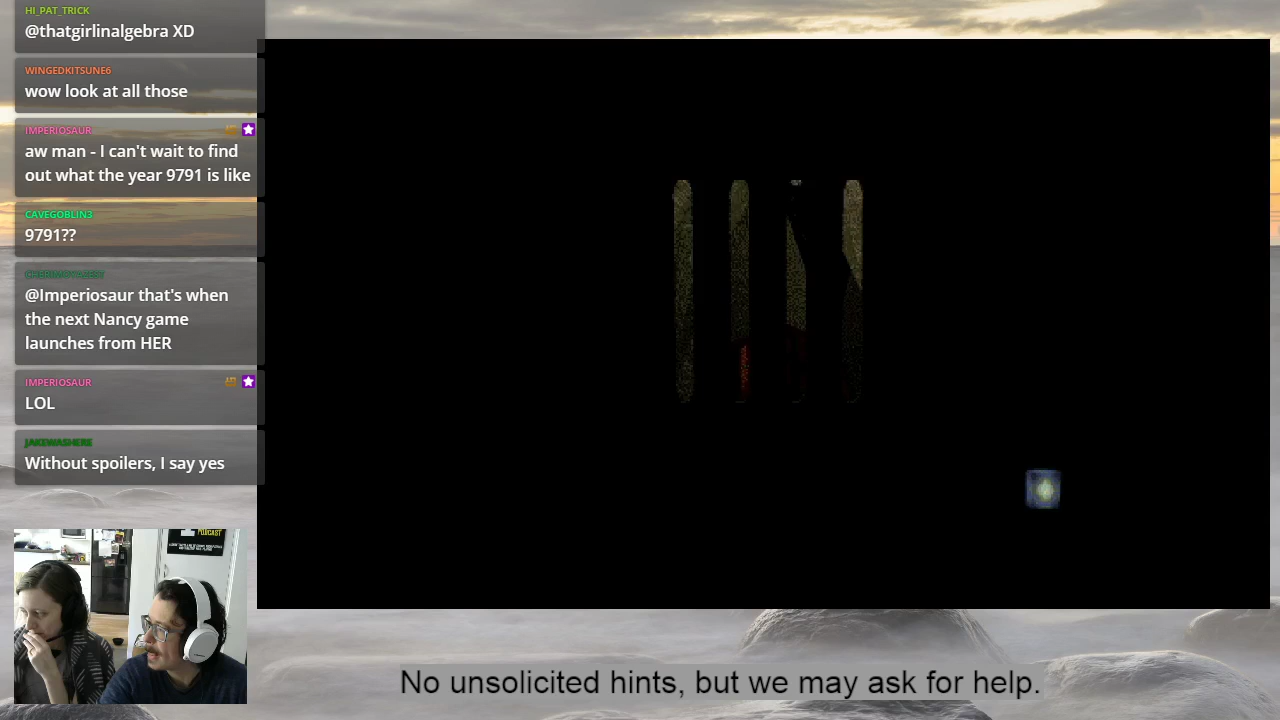 HI_PAT_TRICK
@thatgirlinalgebra XD
WINGEDKITSUNE6
wow look at all those
IMPERIOSAUR
aw man - I can't wait to find
out what the year 9791 is like
CAVEGOBLIN3
9791??
@Imperiosaur that's when
the next Nancy game
launches from HER
IMPERIOSAUR
LOL
JAKEWASHERE
Without spoilers, I say yes
PODCAST
No unsolicited hints, but we may ask for help.